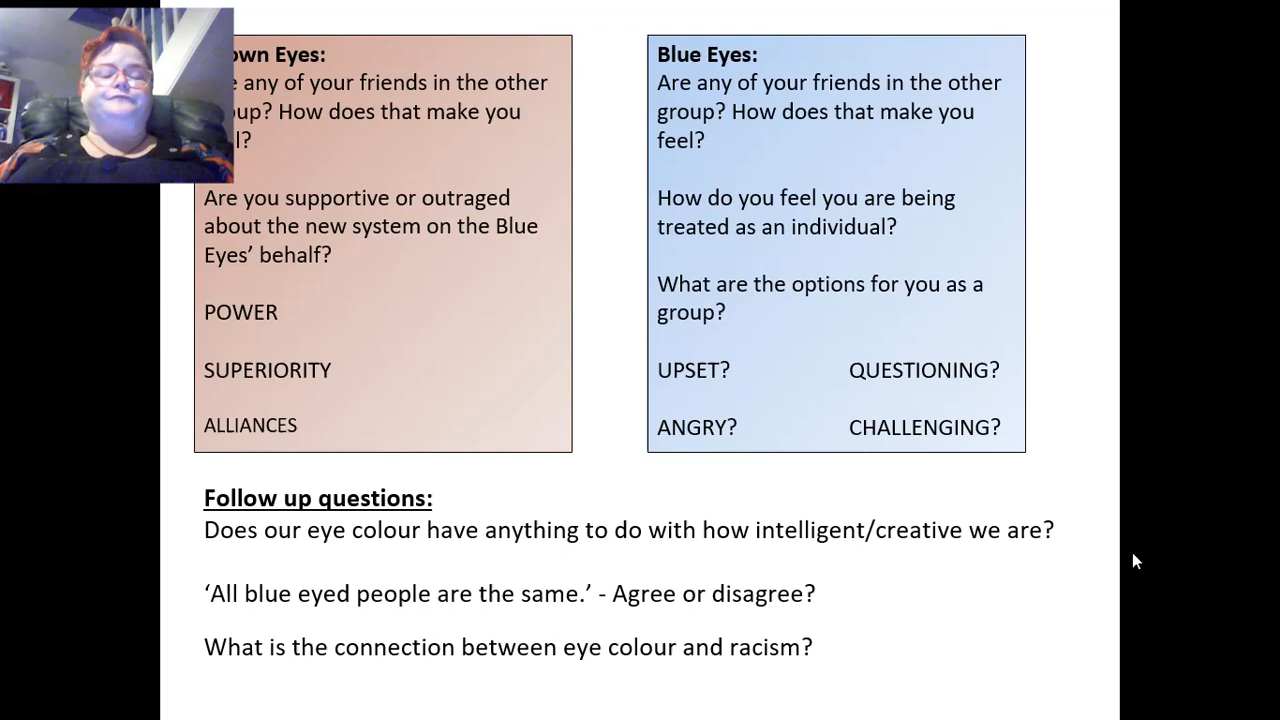 own Eyes:
any of your friends in the other
oup? How does that make you
l?
Are you supportive or outraged
about the new system on the Blue
Eyes’ behalf?
POWER
SUPERIORITY
ALLIANCES
Blue Eyes:
Are any of your friends in the other
group? How does that make you
feel?
How do you feel you are being
treated as an individual?
What are the options for you as a
group?
UPSET? QUESTIONING?
ANGRY? CHALLENGING?
Follow up questions:
Does our eye colour have anything to do with how intelligent/creative we are?
‘All blue eyed people are the same.’ - Agree or disagree?
What is the connection between eye colour and racism?